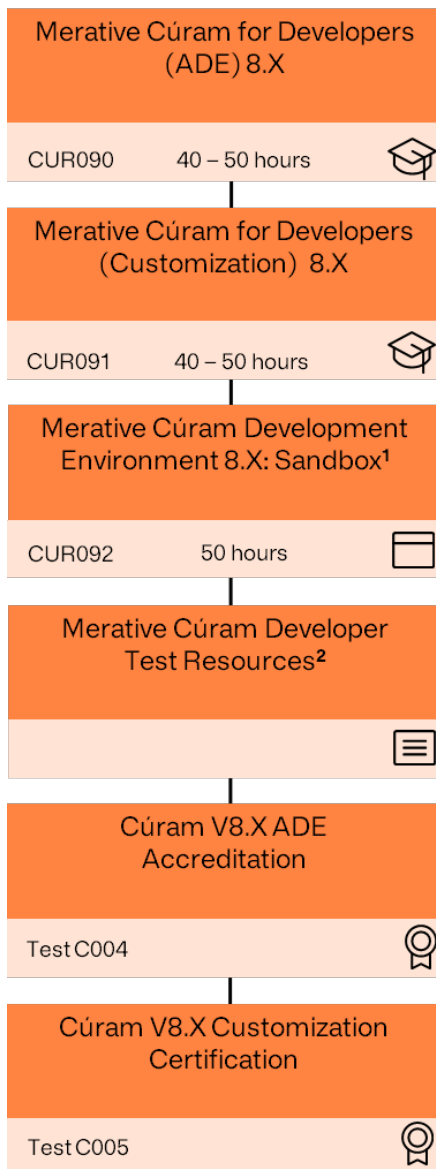 Merative Cúram for Developers
(ADE) 8.X
CUR090 40 – 50 hours
Merative Cúram for Developers
(Customization) 8.X
CUR091 40 – 50 hours
Merative Cúram Development
Environment 8.X: Sandbox¹
CUR092 50 hours
Merative Cúram Developer
Test Resources²
Cúram V8.X ADE
Accreditation
Test C004
Cúram V8.X Customization
Certification
Test C005